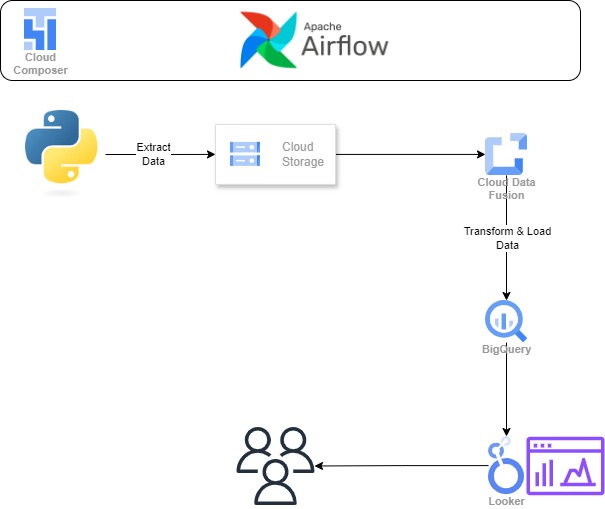 Cloud
Composer
Apache
Airflow
Extract
Data
Cloud
Storage
Cloud Data
Fusion
Transform & Load
Data
BigQuery
Looker